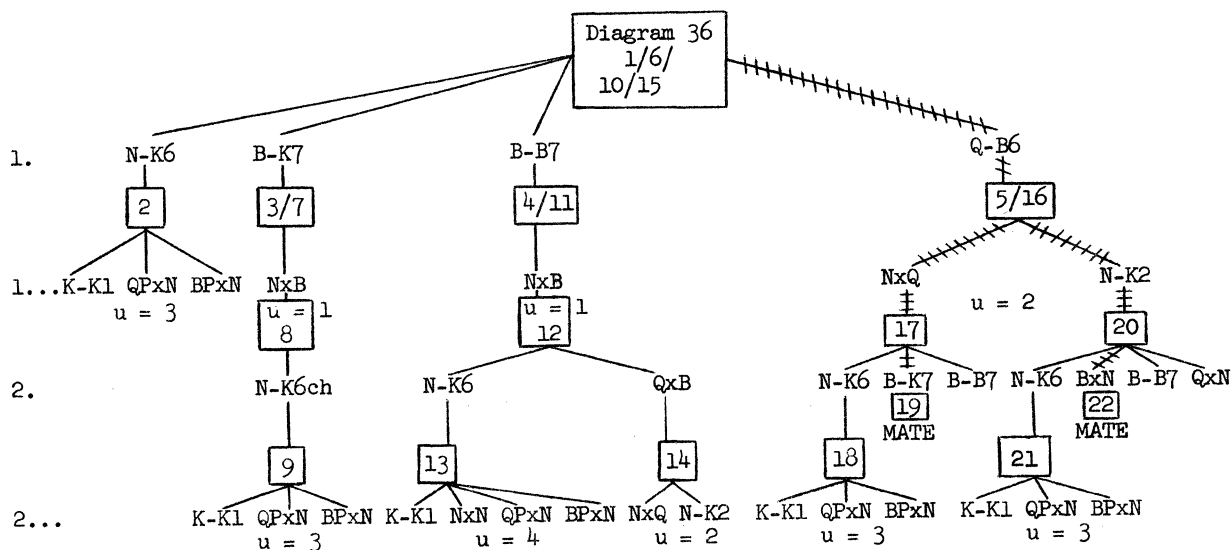 Diagram 36
1/6/
10/15
1. N-K6 B-K7 B-B7 Q-B6
2 3/7 4/11 5/16
1...K-K1 QPxN BPxN NxB NxB NxQ N-K2
u = 3 u = 1 u = 1 u = 2
8 12 17 20
2. N-K6ch N-K6 QxB N-K6 B-K7 B-B7 N-K6 BxN B-B7 QxN
19 22
MATE MATE
9 13 14 18 21
2... K-K1 QPxN BPxN K-K1 NxN QPxN BPxN NxQ N-K2 K-K1 QPxN BPxN K-K1 QPxN BPxN
u = 3 u = 4 u = 2 u = 3 u = 3